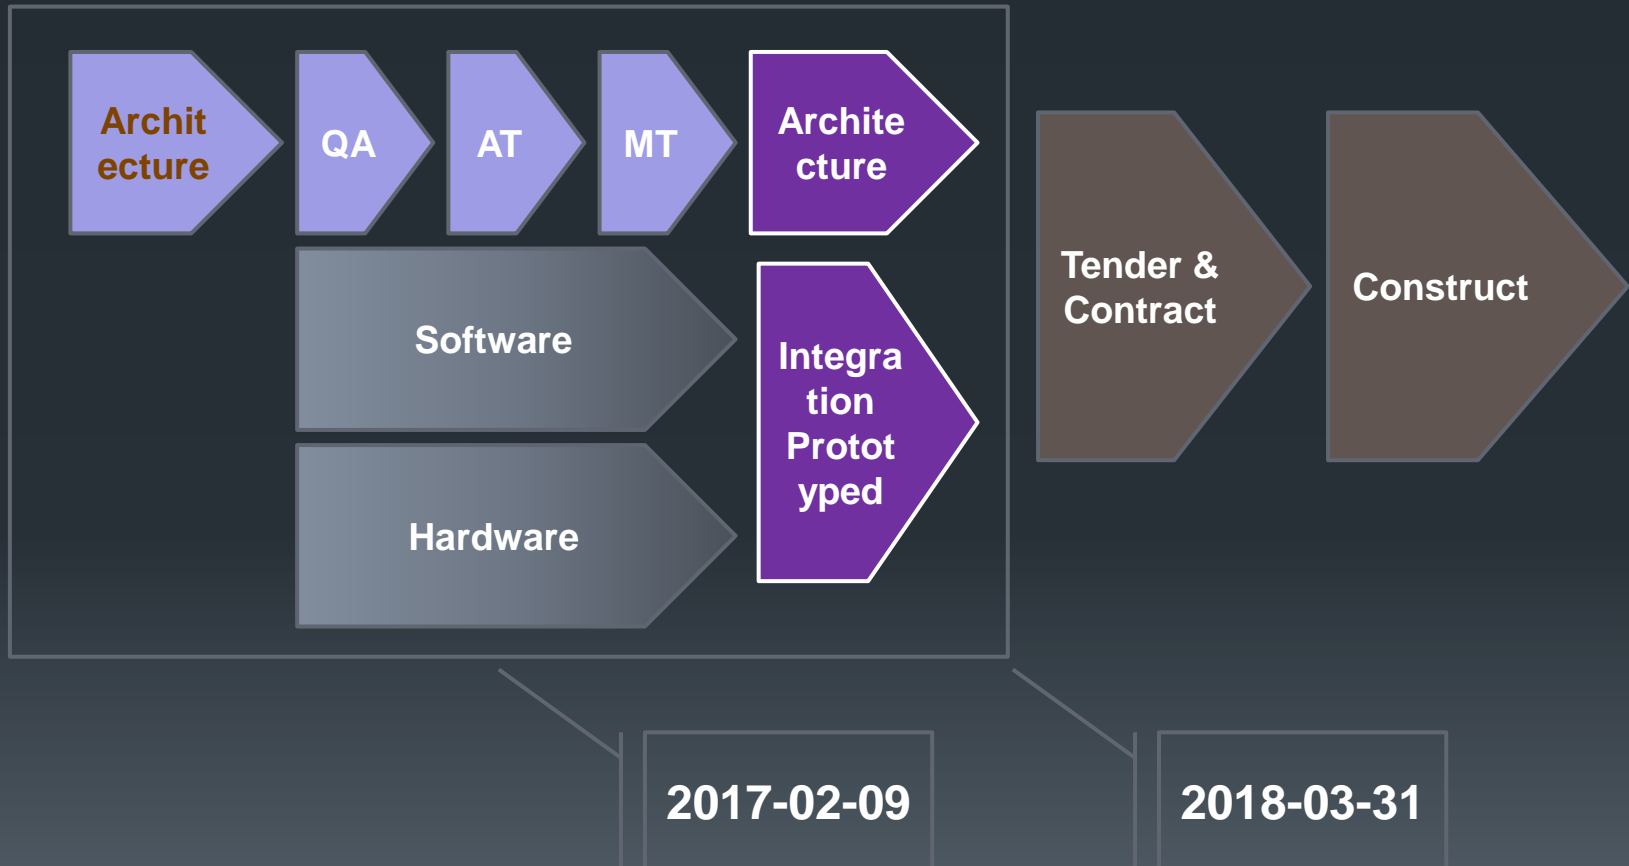 Archit
ecture
QA
AT
MT
Archite
cture
Software
Hardware
Integra
tion
Protot
yped
Tender &
Contract
Construct
2017-02-09
2018-03-31